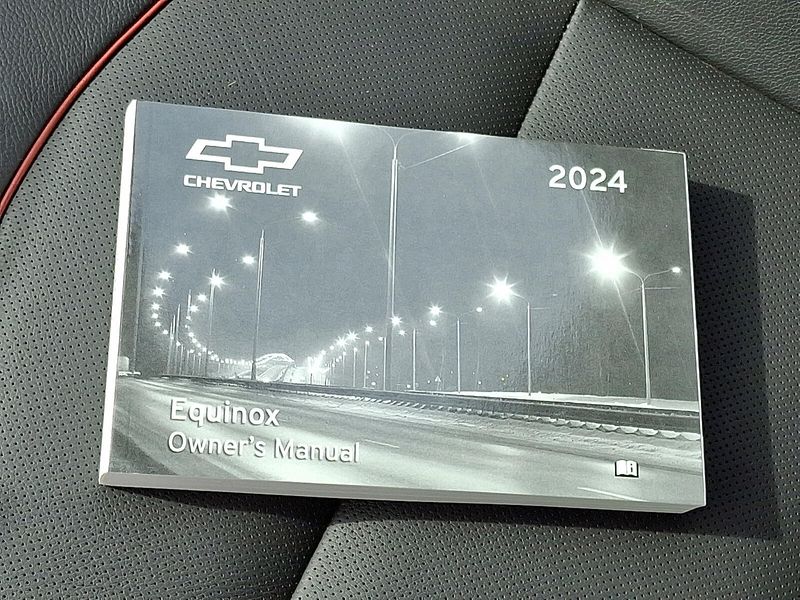 CHEVROLET
2024
Equinox
Owner's Manual